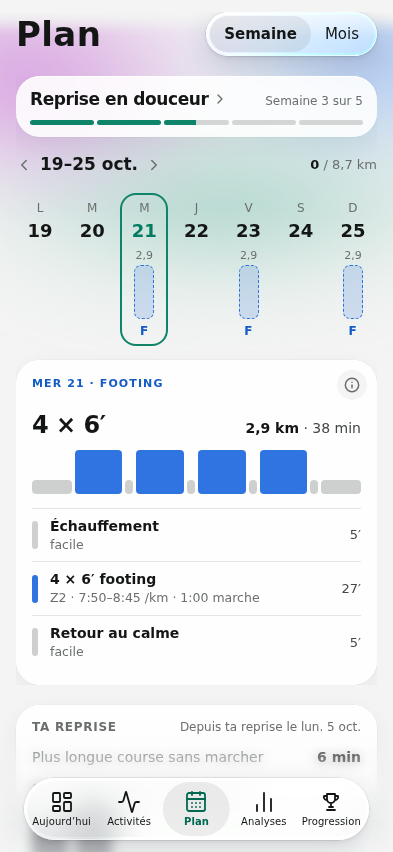 Plan
Semaine Mois
Reprise en douceur
Semaine 3 sur 5
19–25 oct.
0 / 8,7 km
L M M J V S D
19 20 21 22 23 24 25
2,9 2,9 2,9
F F F
MER 21 · FOOTING
4 × 6′
2,9 km · 38 min
Échauffement
facile
5′
4 × 6′ footing
Z2 · 7:50–8:45 /km · 1:00 marche
27′
Retour au calme
facile
5′
TA REPRISE
Depuis ta reprise le lun. 5 oct.
Plus longue course sans marcher
6 min
Aujourd’hui Activités Plan Analyses Progression